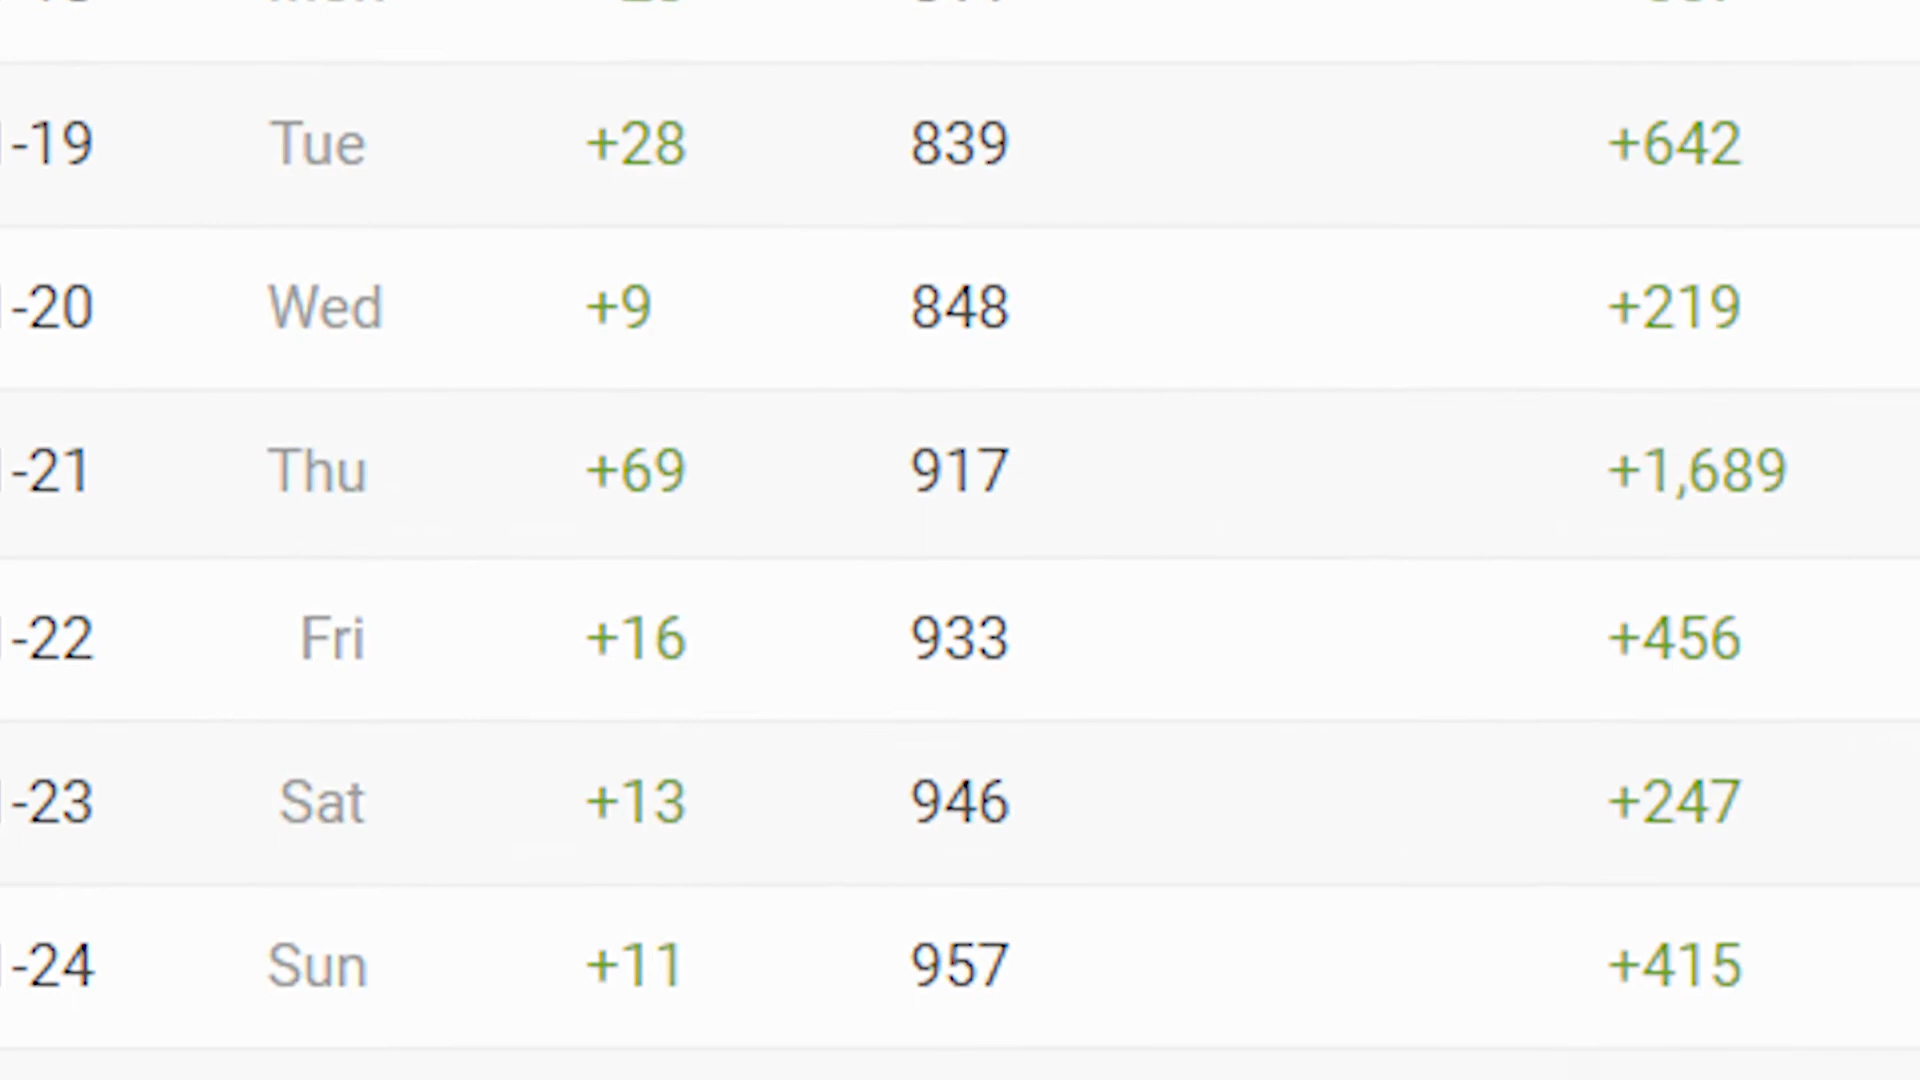 -19 Tue +28 839 +642
-20 Wed +9 848 +219
-21 Thu +69 917 +1,689
-22 Fri +16 933 +456
-23 Sat +13 946 +247
-24 Sun +11 957 +415